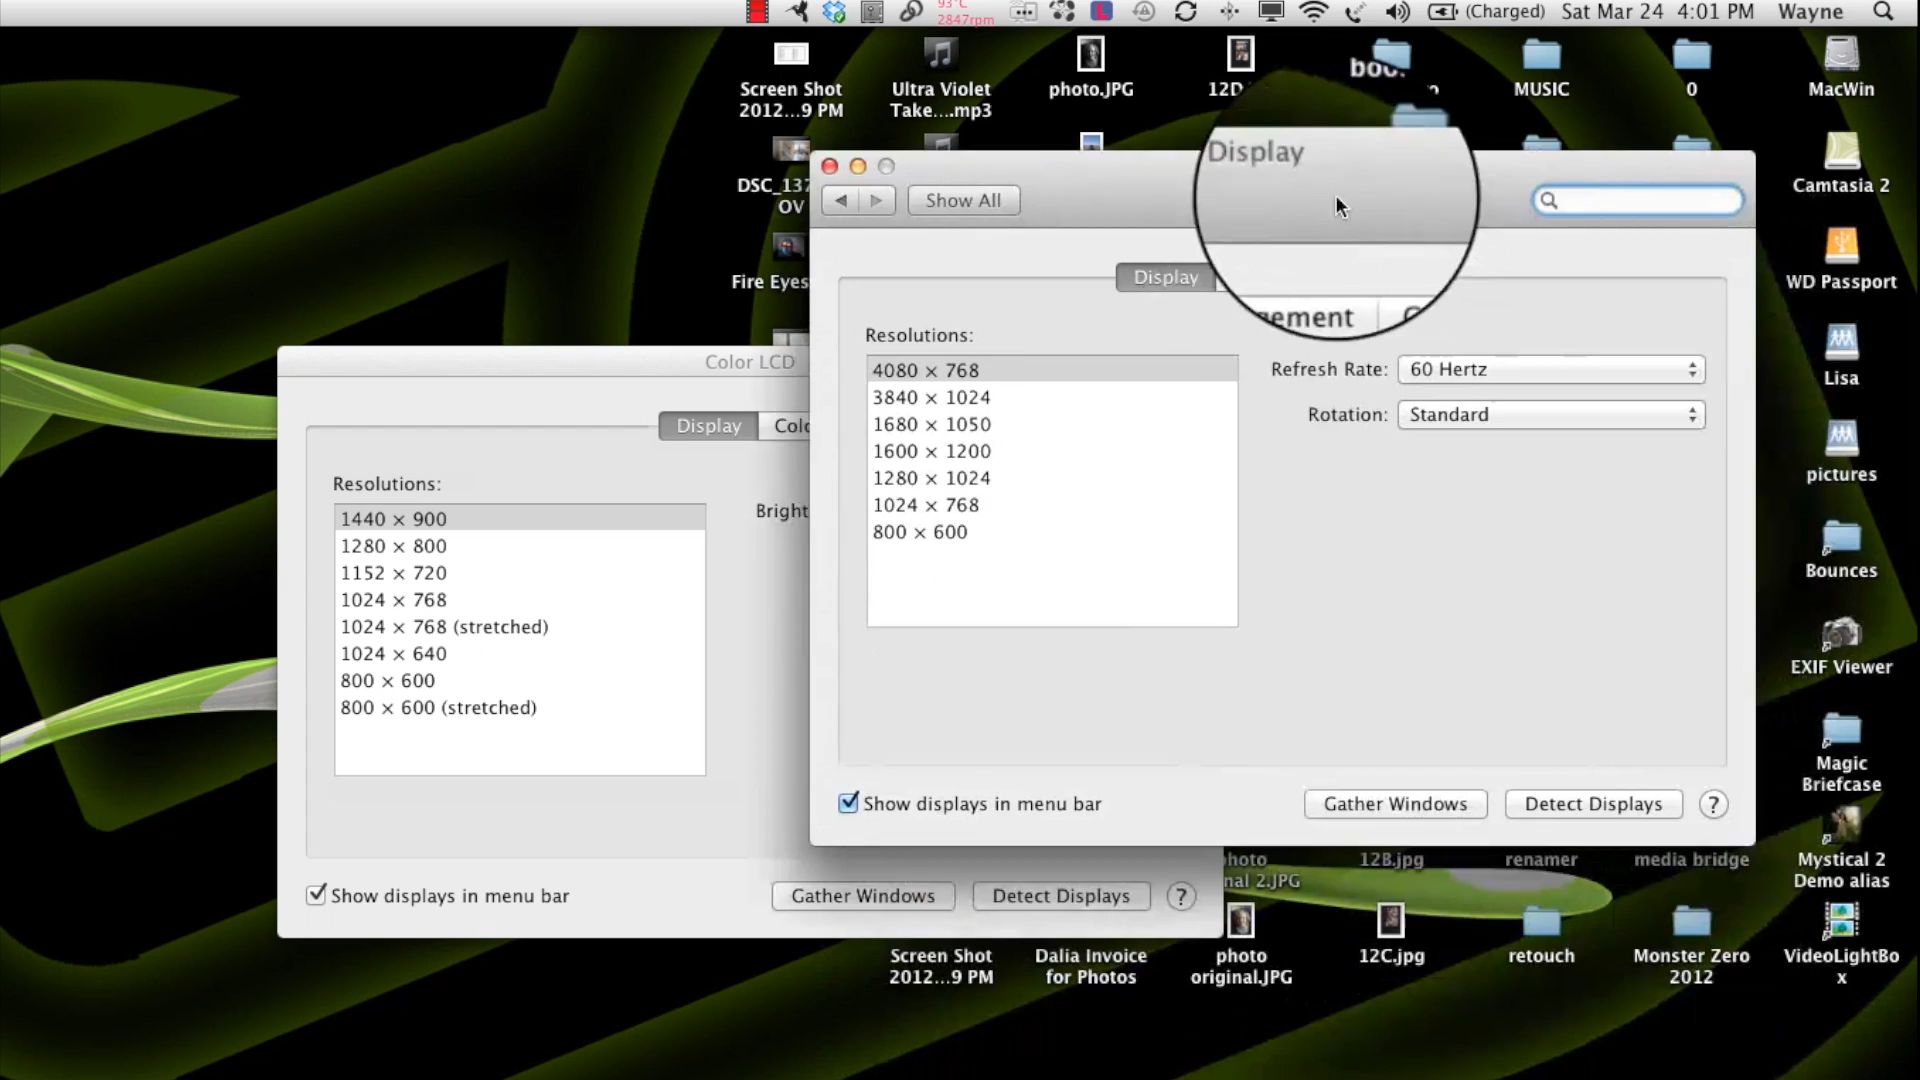 93°C
2847rpm
(Charged) Sat Mar 24 4:01 PM Wayne
Screen Shot
2012...9 PM
Ultra Violet
Take....mp3
photo.JPG
MUSIC
0
MacWin
Camtasia 2
WD Passport
Lisa
pictures
Bounces
EXIF Viewer
Magic
Briefcase
Mystical 2
Demo alias
VideoLightBo
x
Fire Eyes
Display
Show All
Display
Resolutions:
4080 × 768
3840 × 1024
1680 × 1050
1600 × 1200
1280 × 1024
1024 × 768
800 × 600
Refresh Rate: 60 Hertz
Rotation: Standard
Show displays in menu bar
Gather Windows
Detect Displays
?
Color LCD
Display
Resolutions:
1440 × 900
1280 × 800
1152 × 720
1024 × 768
1024 × 768 (stretched)
1024 × 640
800 × 600
800 × 600 (stretched)
Show displays in menu bar
Gather Windows
Detect Displays
?
12B.jpg
renamer
media bridge
Screen Shot
2012...9 PM
Dalia Invoice
for Photos
photo
original.JPG
12C.jpg
retouch
Monster Zero
2012